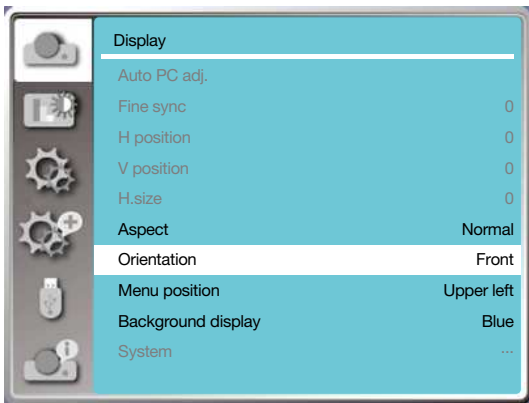 Display
Auto PC adj.
Fine sync 0
H position 0
V position 0
H.size 0
Aspect Normal
Orientation Front
Menu position Upper left
Background display Blue
System ...